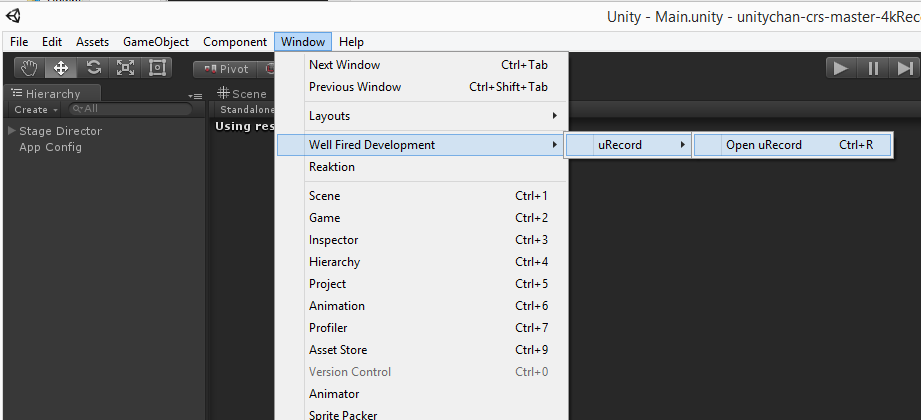 Unity - Main.unity - unitychan-crs-master-4kRec
File Edit Assets GameObject Component Window Help
Pivot
Hierarchy
Create All
Stage Director
App Config
Scene
Standalone
Using res
Next Window Ctrl+Tab
Previous Window Ctrl+Shift+Tab
Layouts
Well Fired Development
uRecord
Open uRecord Ctrl+R
Reaktion
Scene Ctrl+1
Game Ctrl+2
Inspector Ctrl+3
Hierarchy Ctrl+4
Project Ctrl+5
Animation Ctrl+6
Profiler Ctrl+7
Asset Store Ctrl+9
Version Control Ctrl+0
Animator
Sprite Packer